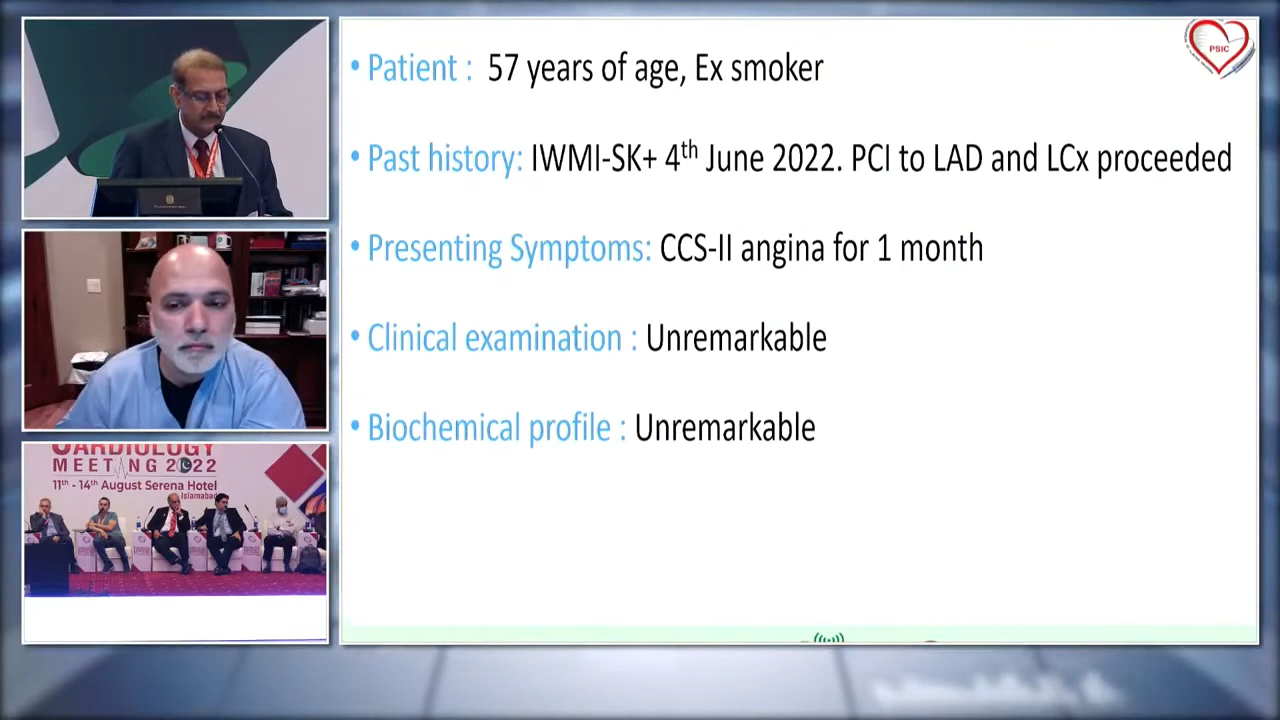 PSIC
• Patient : 57 years of age, Ex smoker
• Past history: IWMI-SK+ 4th June 2022. PCI to LAD and LCx proceeded
• Presenting Symptoms: CCS-II angina for 1 month
• Clinical examination : Unremarkable
• Biochemical profile : Unremarkable
CARDIOLOGY
MEETING 2022
11th - 14th August Serena Hotel
Islamabad